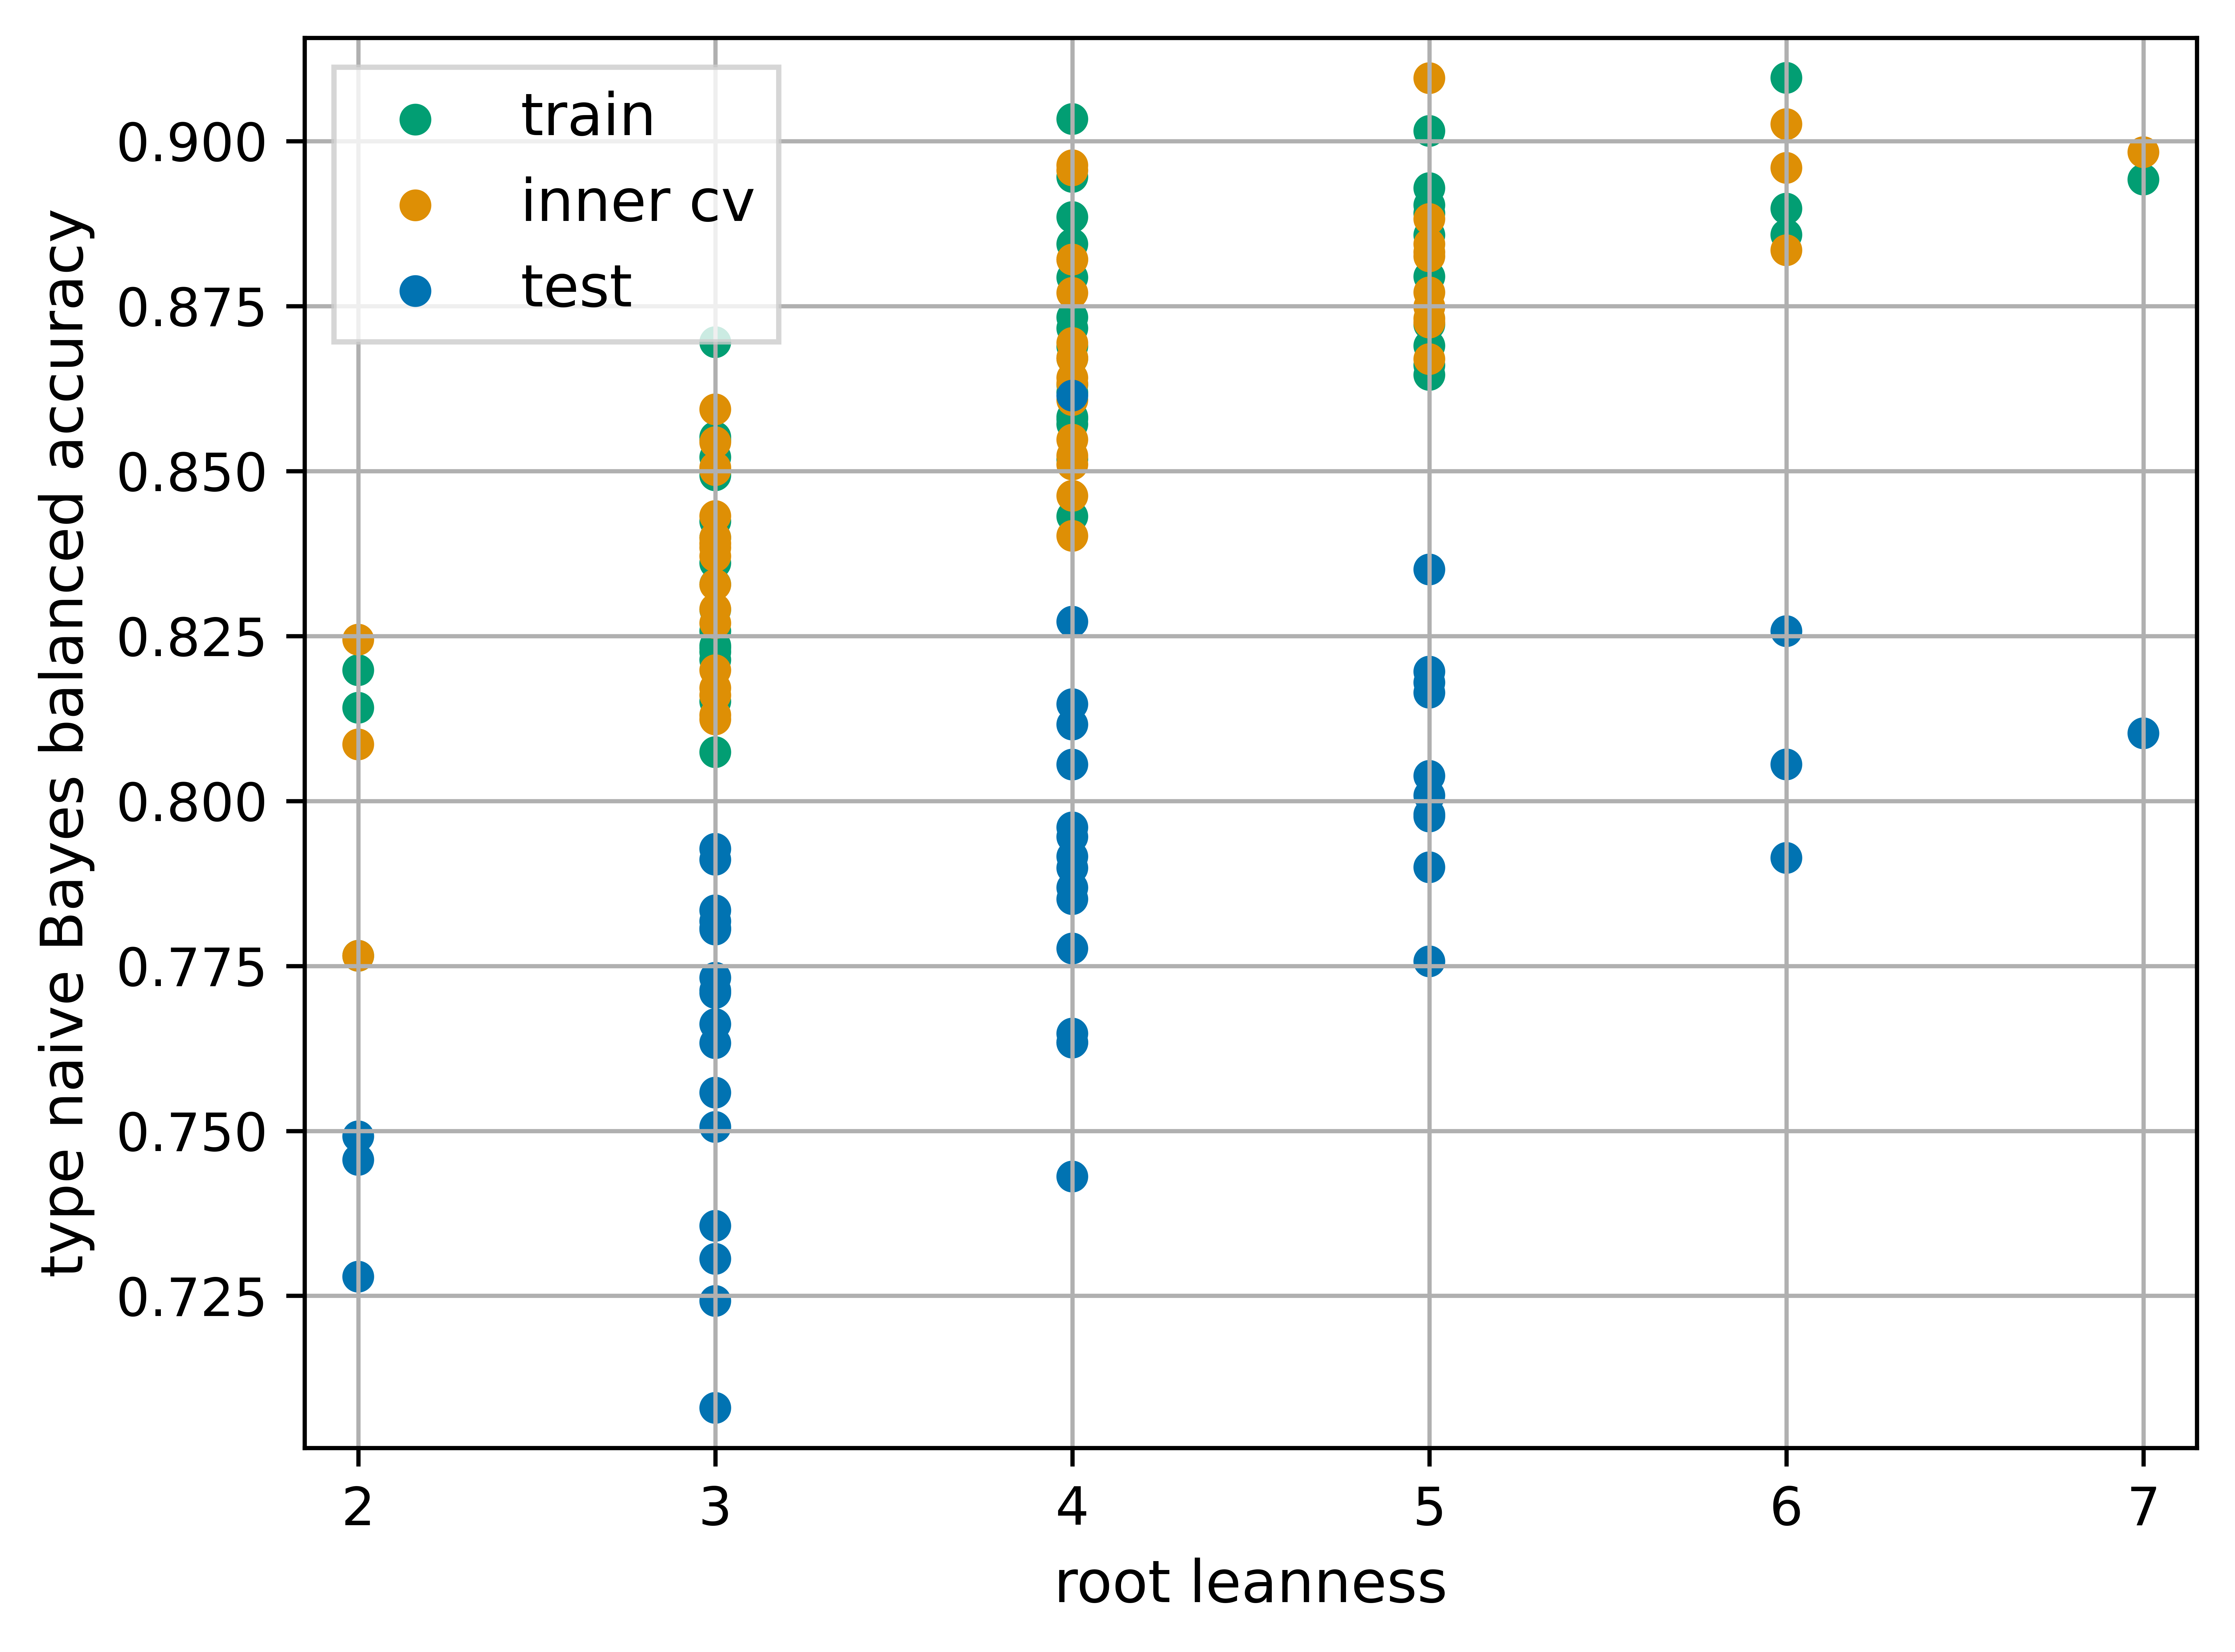 train
inner cv
test
type naive Bayes balanced accuracy
0.900
0.875
0.850
0.825
0.800
0.775
0.750
0.725
2 3 4 5 6 7
root leanness